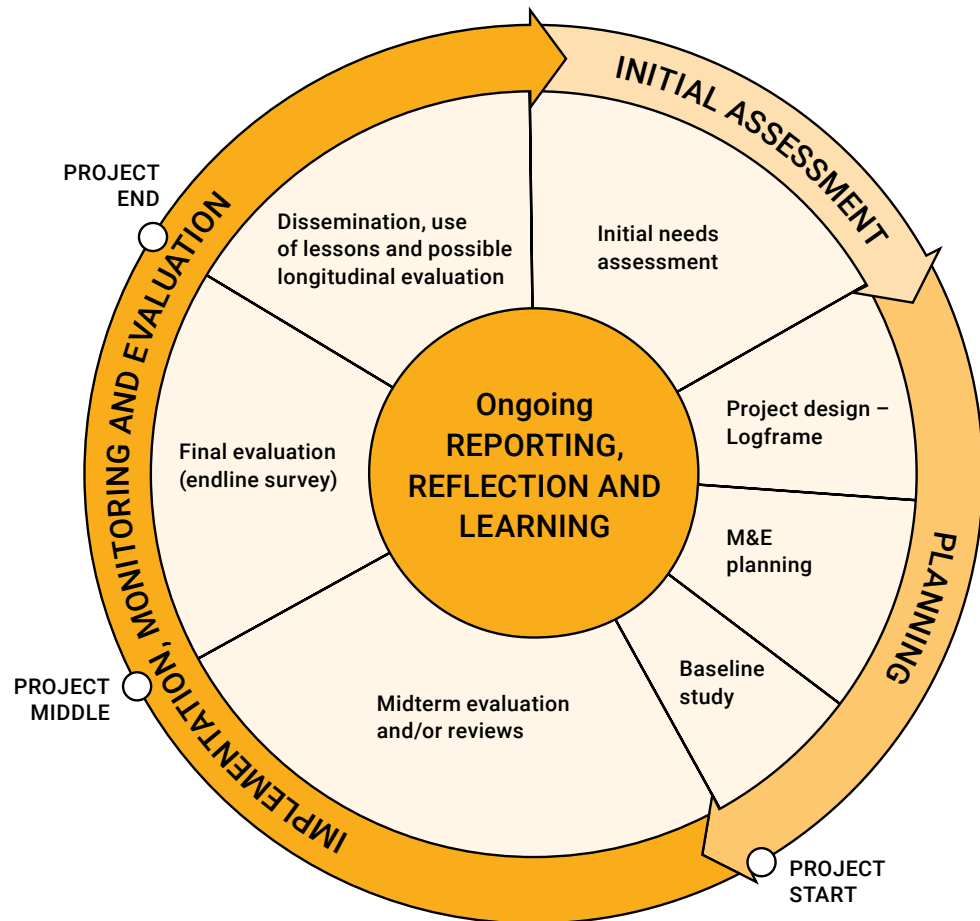 INITIAL ASSESSMENT
PROJECT
END
Dissemination, use
of lessons and possible
longitudinal evaluation
Initial needs
assessment
Ongoing
REPORTING,
REFLECTION AND
LEARNING
Project design –
Logframe
Final evaluation
(endline survey)
M&E
planning
PLANNING
Baseline
study
PROJECT
MIDDLE
Midterm evaluation
and/or reviews
IMPLEMENTATION, MONITORING AND EVALUATION
PROJECT
START